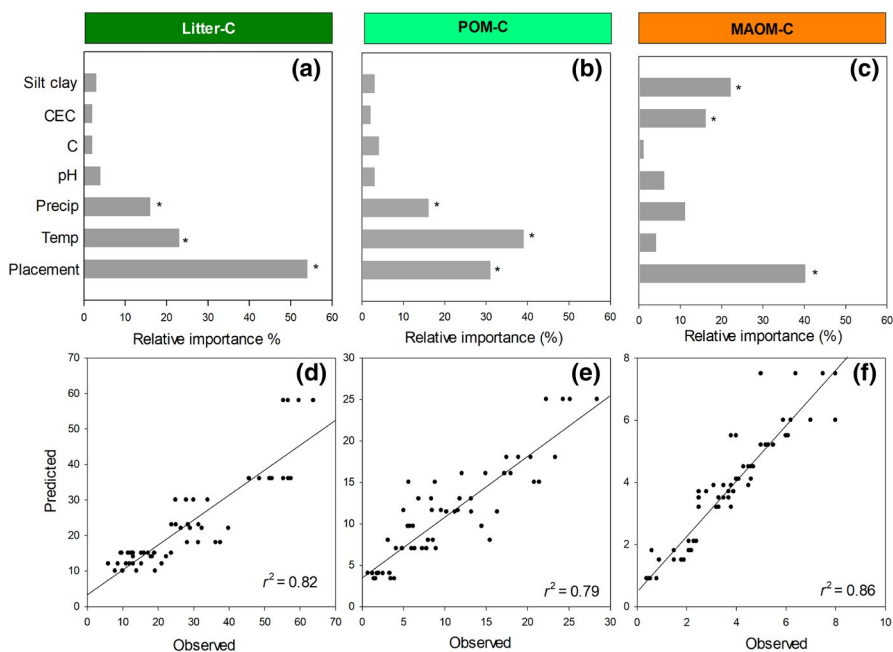 Litter-C POM-C MAOM-C
(a) (b) (c)
Silt clay
*
CEC
*
C
pH
Precip
* *
Temp
* *
Placement
* * *
0 10 20 30 40 50 60 0 10 20 30 40 50 60 0 10 20 30 40 50 60
Relative importance % Relative importance (%) Relative importance (%)
(d) (e) (f)
Predicted
70
60
50
40
30
20
10
0
30
25
20
15
10
5
0
8
6
4
2
0
r² = 0.82 r² = 0.79 r² = 0.86
0 10 20 30 40 50 60 70 0 5 10 15 20 25 30 0 2 4 6 8 10
Observed Observed Observed